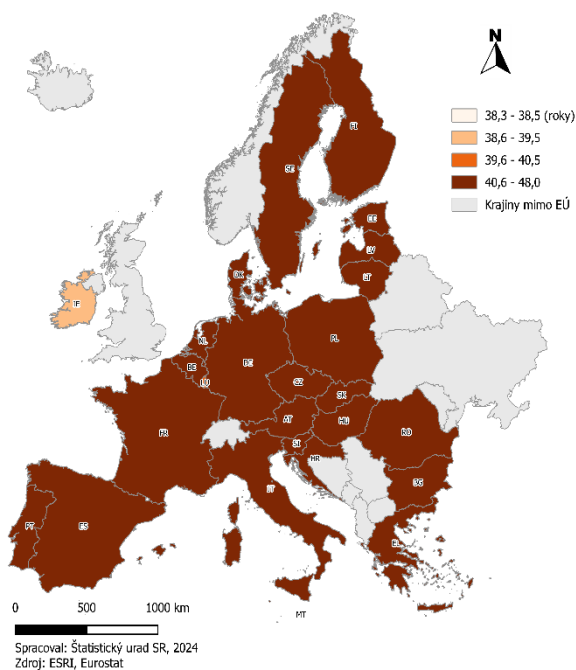 N
38,3 - 38,5 (roky)
38,6 - 39,5
39,6 - 40,5
40,6 - 48,0
Krajiny mimo EÚ
FI
SE
EE
LV
LT
DK
IE
NL
PL
BE
DE
LU
CZ
SK
AT
HU
FR
SI
RO
HR
IT
BG
PT
ES
EL
MT
0 500 1000 km
Spracoval: Štatistický urad SR, 2024
Zdroj: ESRI, Eurostat